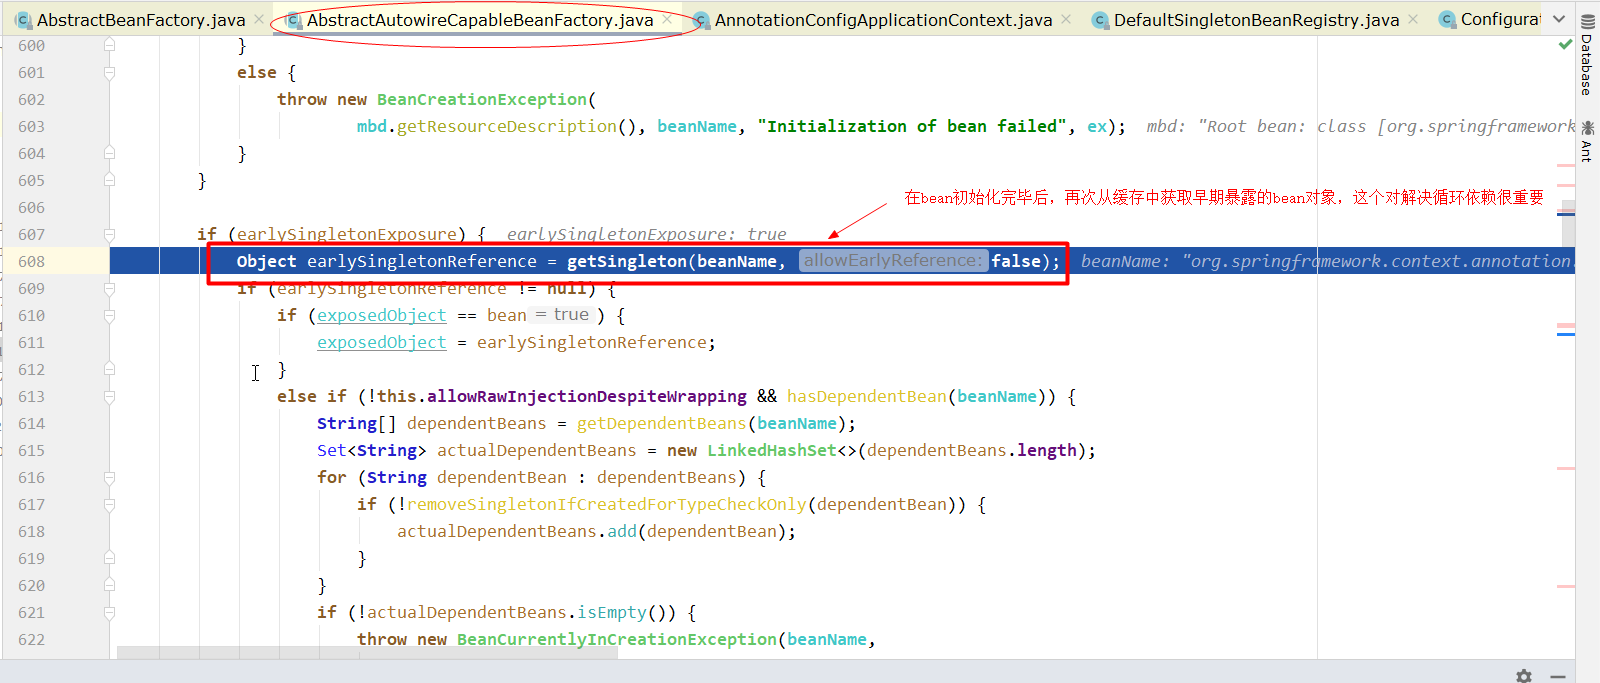 AbstractBeanFactory.java AbstractAutowireCapableBeanFactory.java AnnotationConfigApplicationContext.java DefaultSingletonBeanRegistry.java Configurat
Database
Ant
600 }
601 else {
602 throw new BeanCreationException(
603 mbd.getResourceDescription(), beanName, "Initialization of bean failed", ex); mbd: "Root bean: class [org.springframework
604 }
605 }
606
在bean初始化完毕后，再次从缓存中获取早期暴露的bean对象，这个对解决循环依赖很重要
607 if (earlySingletonExposure) { earlySingletonExposure: true
608 Object earlySingletonReference = getSingleton(beanName, allowEarlyReference: false); beanName: "org.springframework.context.annotation.
609 if (earlySingletonReference != null) {
610 if (exposedObject == bean = true ) {
611 exposedObject = earlySingletonReference;
612 }
613 else if (!this.allowRawInjectionDespiteWrapping && hasDependentBean(beanName)) {
614 String[] dependentBeans = getDependentBeans(beanName);
615 Set<String> actualDependentBeans = new LinkedHashSet<>(dependentBeans.length);
616 for (String dependentBean : dependentBeans) {
617 if (!removeSingletonIfCreatedForTypeCheckOnly(dependentBean)) {
618 actualDependentBeans.add(dependentBean);
619 }
620 }
621 if (!actualDependentBeans.isEmpty()) {
622 throw new BeanCurrentlyInCreationException(beanName,